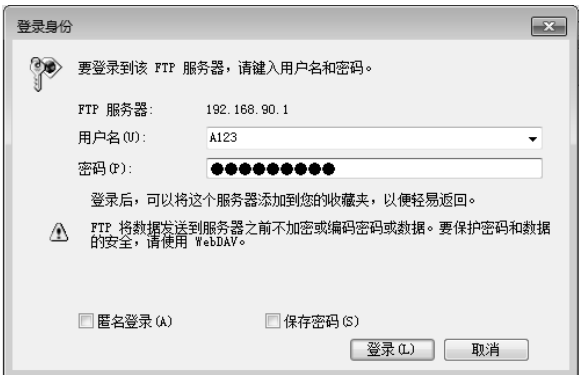 登录身份
要登录到该 FTP 服务器，请键入用户名和密码。
FTP 服务器: 192.168.90.1
用户名(U): A123
密码(P): ●●●●●●●●●
登录后，可以将这个服务器添加到您的收藏夹，以便轻易返回。
FTP 将数据发送到服务器之前不加密或编码密码或数据。要保护密码和数据
的安全，请使用 WebDAV。
匿名登录(A) 保存密码(S)
登录(L) 取消